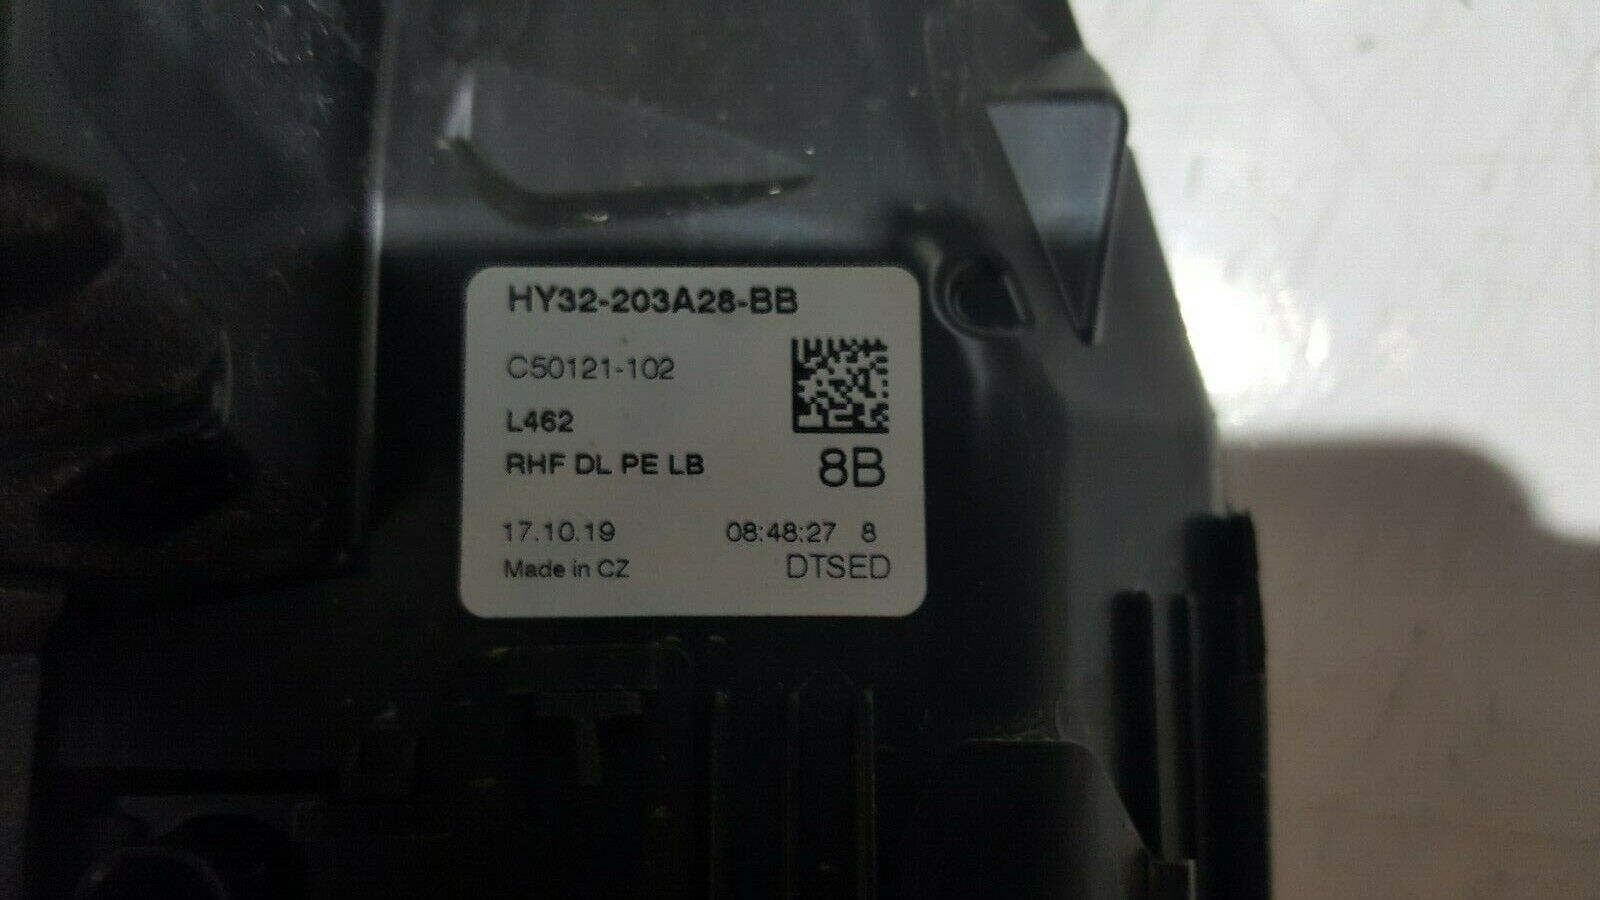 HY32-203A28-BB
C50121-102
L462
RHF DL PE LB
8B
17.10.19 08:48:27 8
Made in CZ DTSED